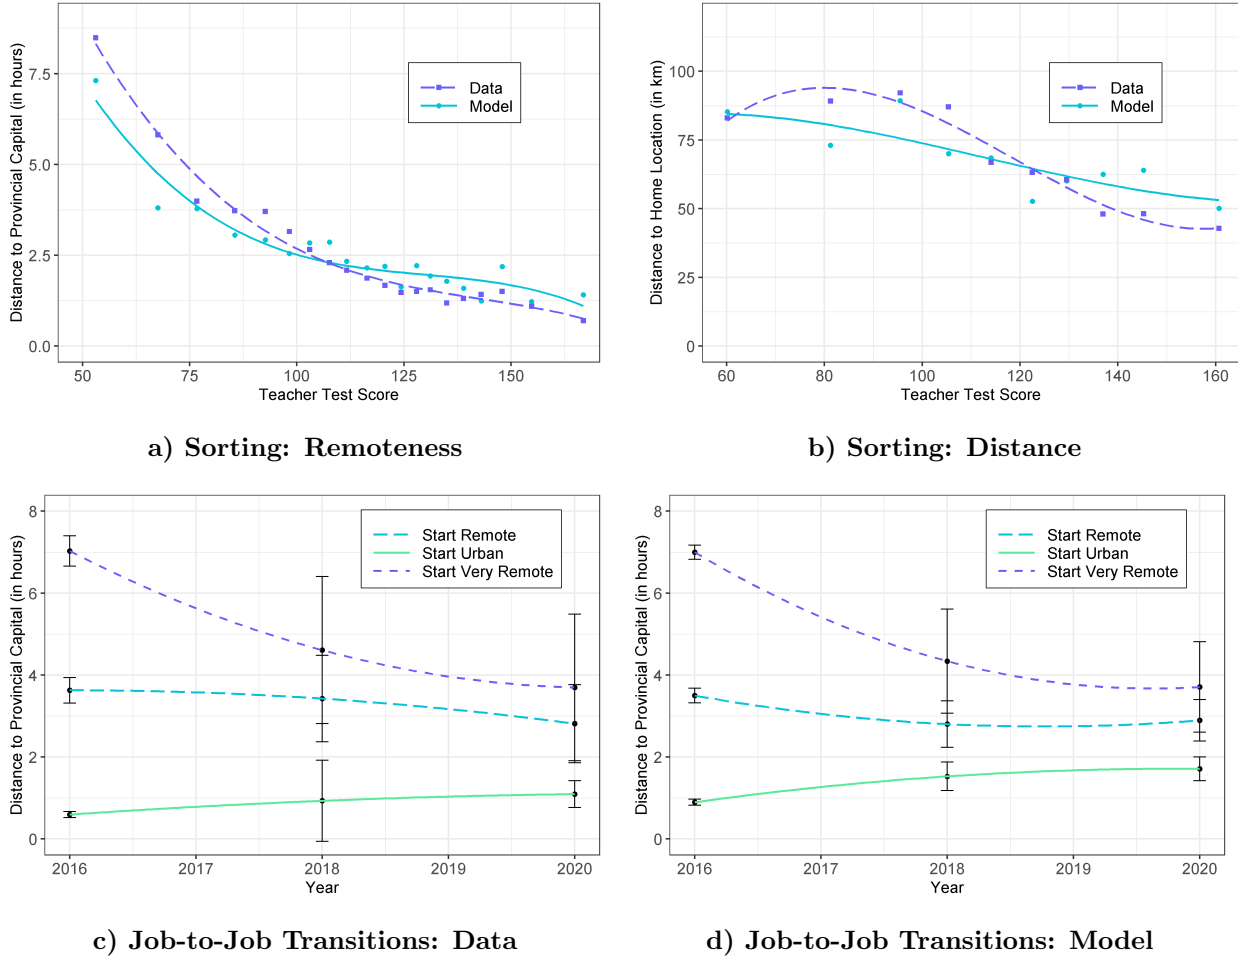 Distance to Provincial Capital (in hours)
7.5
5.0
2.5
0.0
Data
Model
50 75 100 125 150
Teacher Test Score
a) Sorting: Remoteness
Distance to Home Location (in km)
100
75
50
25
0
Data
Model
60 80 100 120 140 160
Teacher Test Score
b) Sorting: Distance
Distance to Provincial Capital (in hours)
8
6
4
2
0
Start Remote
Start Urban
Start Very Remote
2016 2017 2018 2019 2020
Year
c) Job-to-Job Transitions: Data
Distance to Provincial Capital (in hours)
8
6
4
2
0
Start Remote
Start Urban
Start Very Remote
2016 2017 2018 2019 2020
Year
d) Job-to-Job Transitions: Model